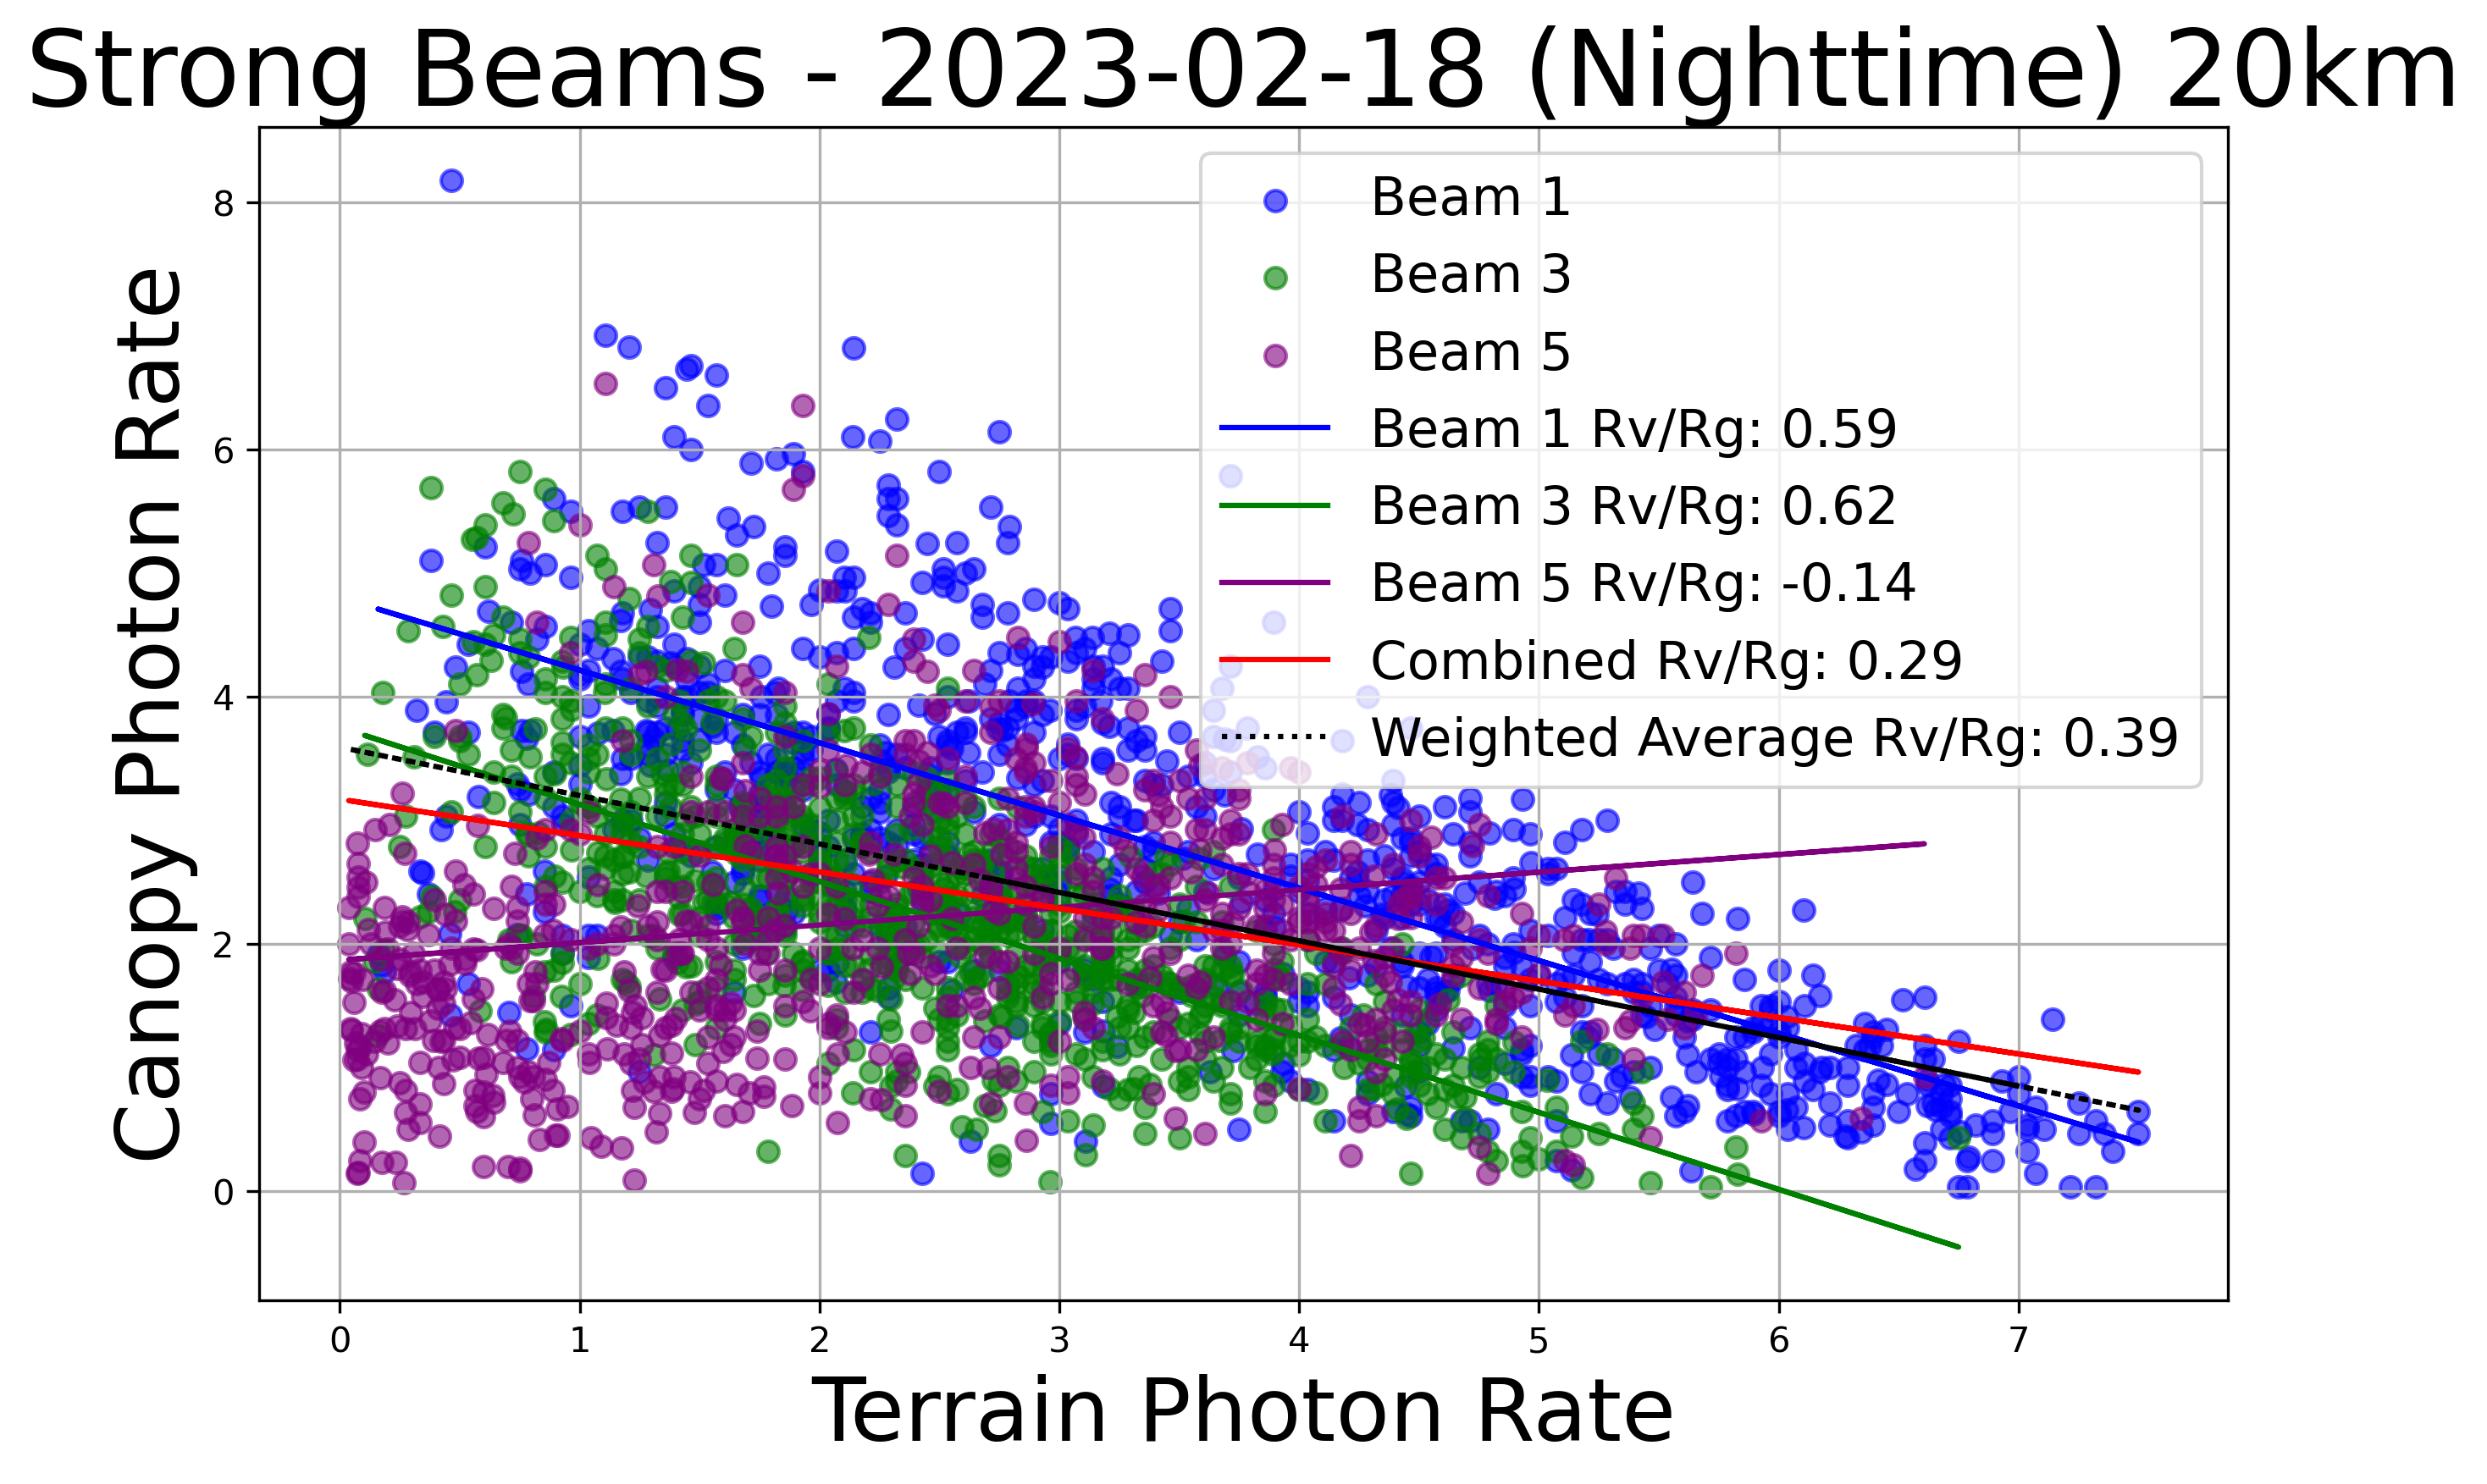 Strong Beams - 2023-02-18 (Nighttime) 20km
Canopy Photon Rate
8
6
4
2
0
Beam 1
Beam 3
Beam 5
Beam 1 Rv/Rg: 0.59
Beam 3 Rv/Rg: 0.62
Beam 5 Rv/Rg: -0.14
Combined Rv/Rg: 0.29
Weighted Average Rv/Rg: 0.39
0 1 2 3 4 5 6 7
Terrain Photon Rate